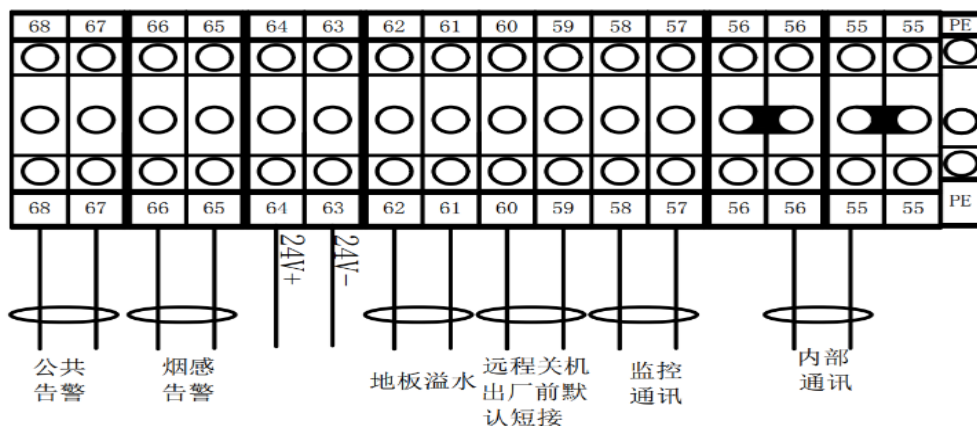 68 67 66 65 64 63 62 61 60 59 58 57 56 56 55 55 PE
68 67 66 65 64 63 62 61 60 59 58 57 56 56 55 55 PE
24V+
24V-
公共
告警
烟感
告警
地板溢水
远程关机
出厂前默
认短接
监控
通讯
内部
通讯